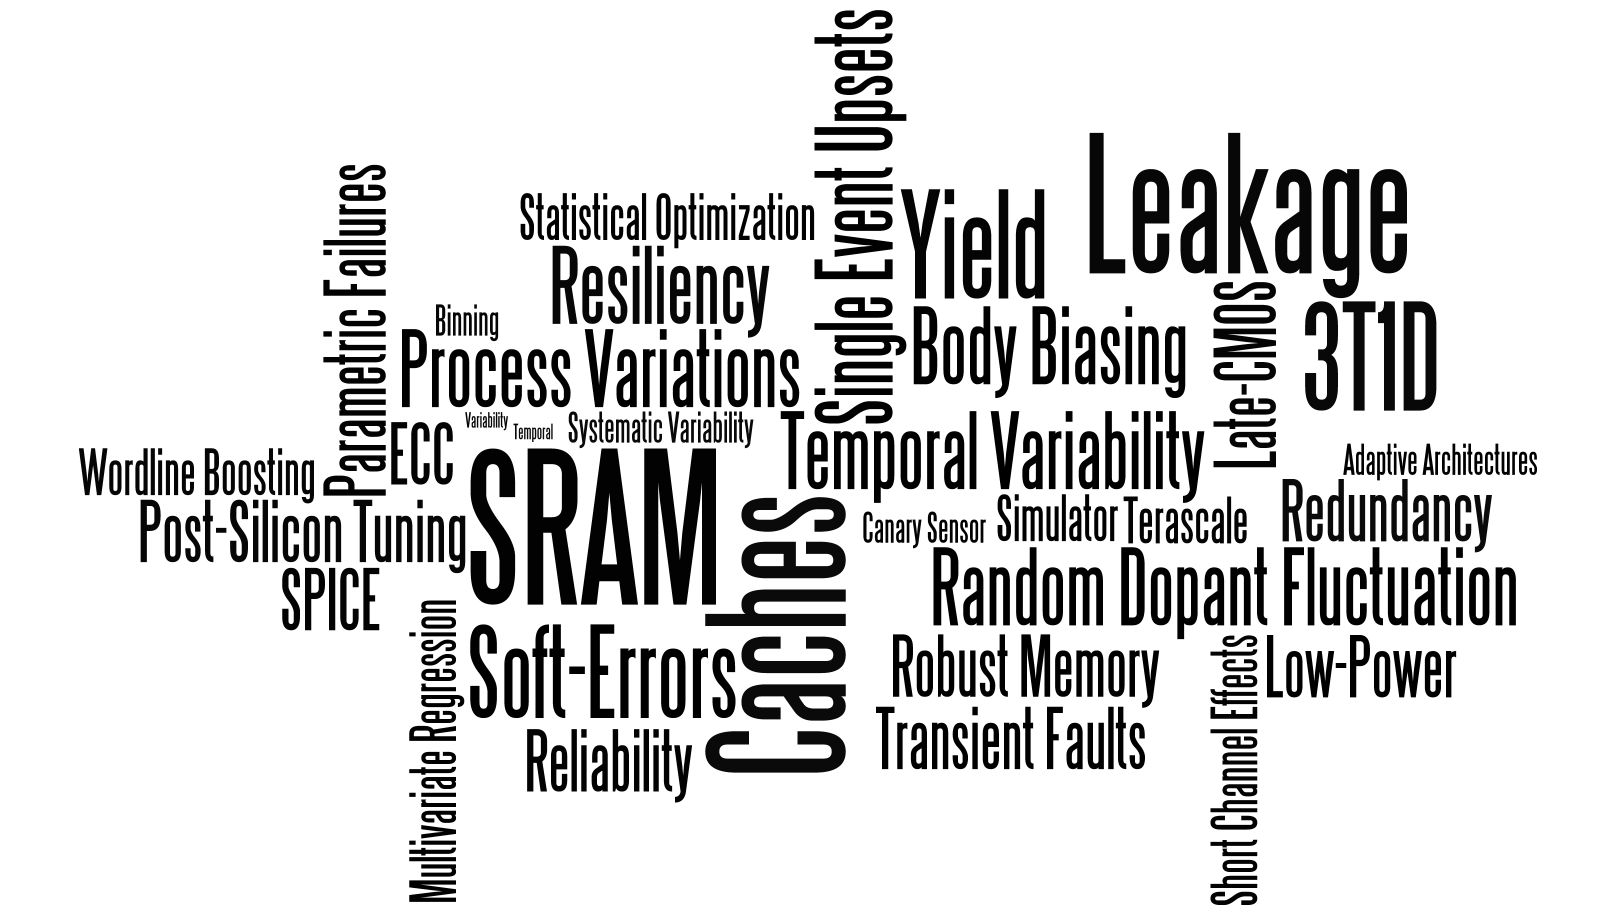 Single Event Upsets
Leakage
Parametric Failures
Statistical Optimization
Yield
Resiliency
Late-CMOS
Binning
Body Biasing
3T1D
Process Variations
Variability
Temporal
Systematic Variability
Temporal Variability
ECC
Wordline Boosting
Adaptive Architectures
SRAM
Caches
Redundancy
Post-Silicon Tuning
Canary Sensor
Simulator
Terascale
SPICE
Random Dopant Fluctuation
Multivariate Regression
Soft-Errors
Robust Memory
Short Channel Effects
Low-Power
Transient Faults
Reliability